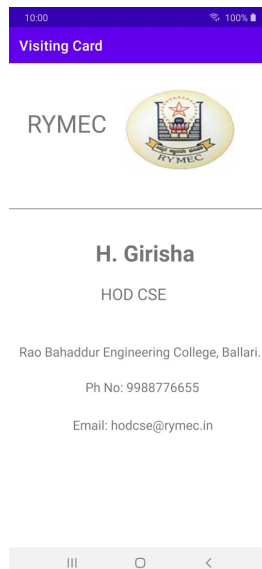 10:00
100%
Visiting Card
RYMEC
RYMEC
H. Girisha
HOD CSE
Rao Bahaddur Engineering College, Ballari.
Ph No: 9988776655
Email: hodcse@rymec.in